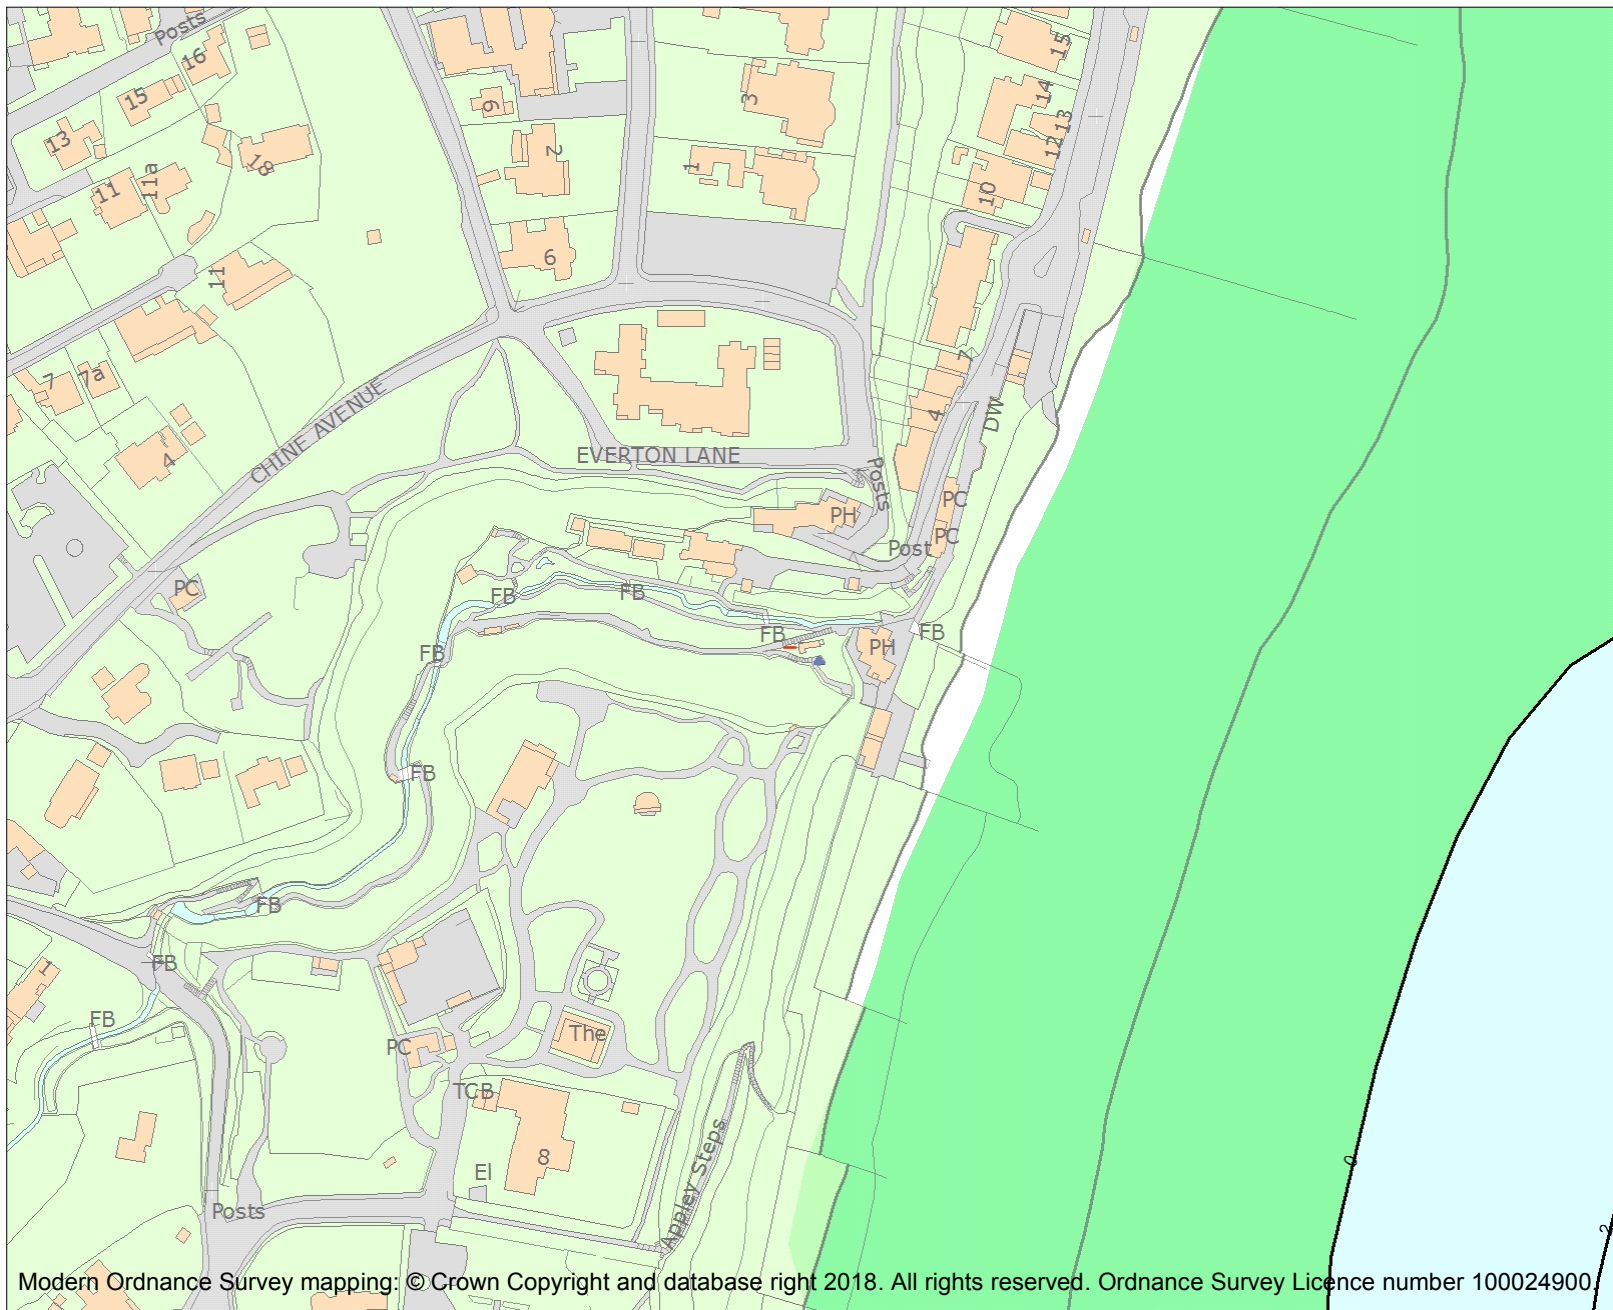 Posts
16
15
15
14
13
12
3
9
13
18
11
11a
2
1
10
6
11
7
7
7a
4
CHINE AVENUE
4
DW
EVERTON LANE
Posts
PC
PH
PC
Post
PC
FB
FB
FB
FB
FB
PH
FB
FB
FB
1
FB
The
PC
TCB
8
El
Appley Steps
Posts
0
2
Modern Ordnance Survey mapping: © Crown Copyright and database right 2018. All rights reserved. Ordnance Survey Licence number 100024900.